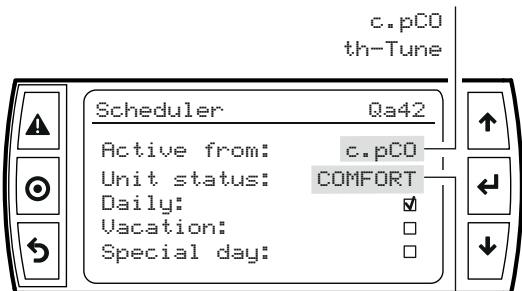 c.pCO
th-Tune
Scheduler Qa42
Active from: c.pCO
Unit status: COMFORT
Daily:
Vacation:
Special day: